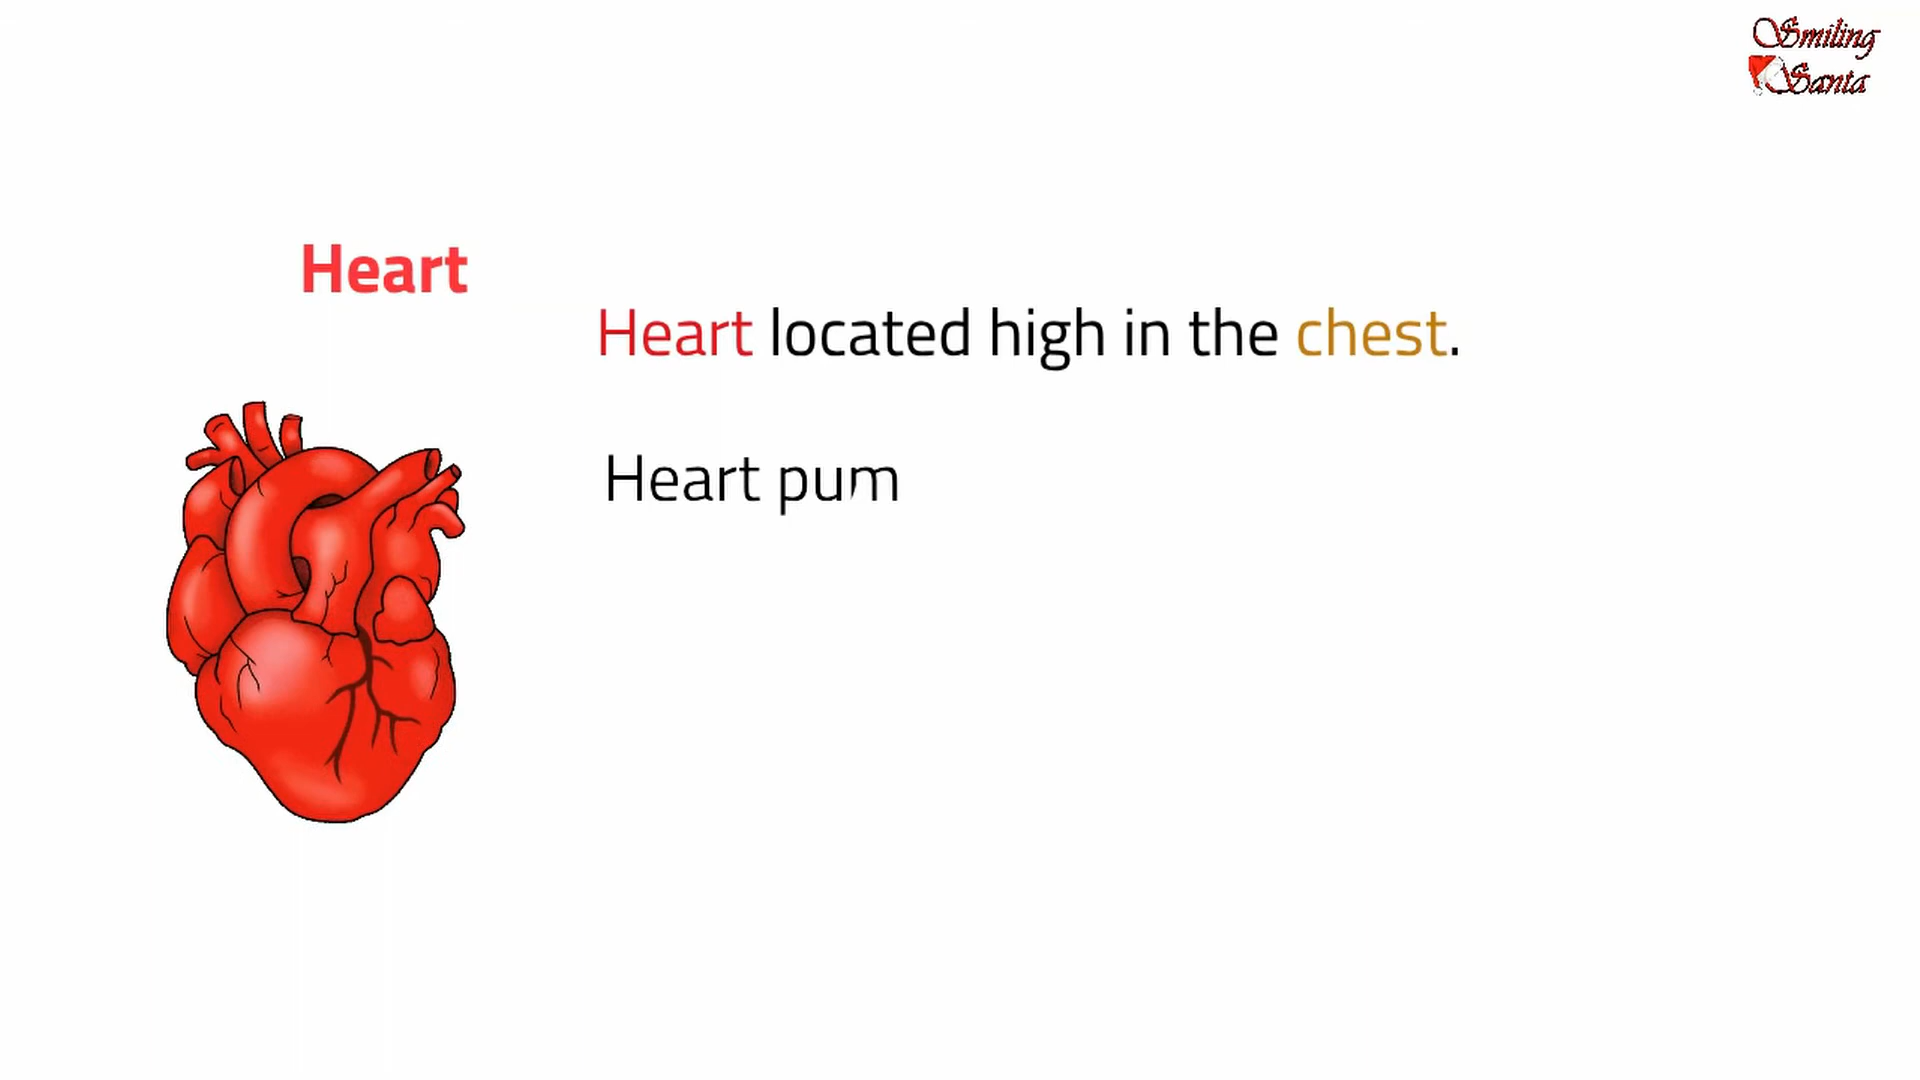 Smiling
Santa
Heart
Heart located high in the chest.
Heart pum